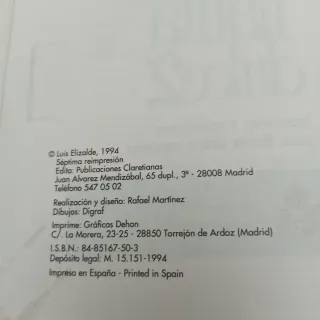 © Luis Elizalde, 1994
Séptima reimpresión
Edita: Publicaciones Claretianas
Juan Alvarez Mendizábal, 65 dupl., 3º - 28008 Madrid
Teléfono 547 05 02
Realización y diseño: Rafael Martínez
Dibujos: Digraf
Imprime: Gráficas Dehon
C/. La Morera, 23-25 - 28850 Torrejón de Ardoz (Madrid)
I.S.B.N.: 84-85167-50-3
Depósito legal: M. 15.151-1994
Impreso en España - Printed in Spain